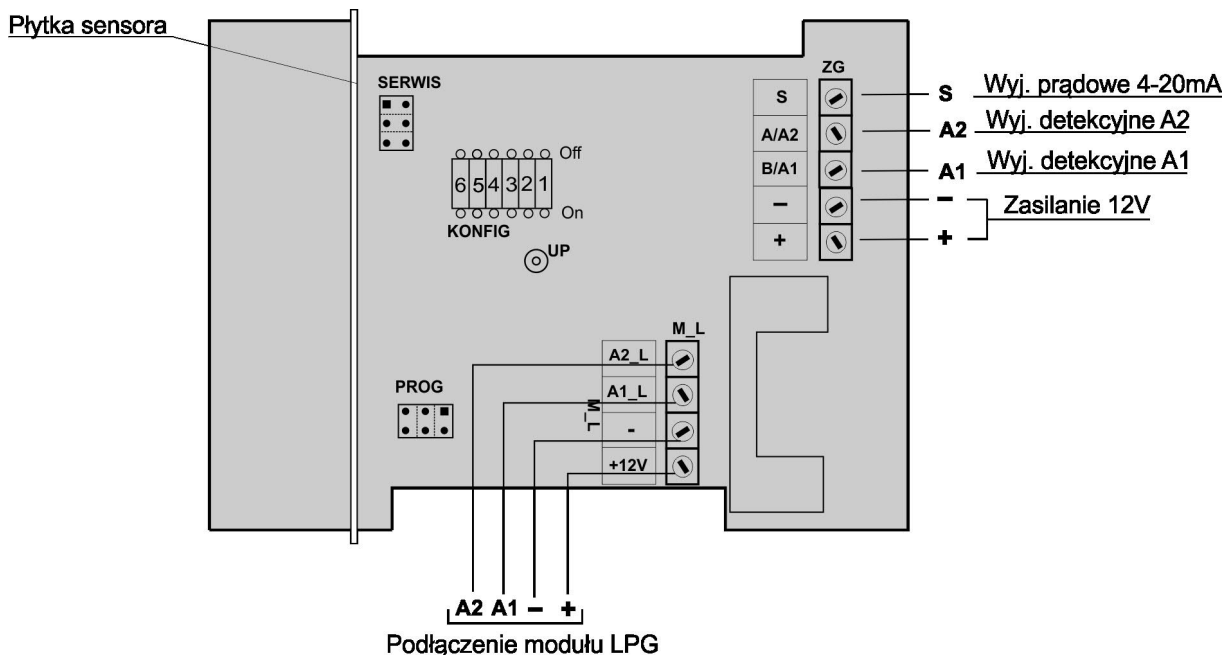 Płytka sensora
SERWIS
Off
6 5 4 3 2 1
On
KONFIG
UP
ZG
S
A/A2
B/A1
–
+
S Wyj. prądowe 4-20mA
A2 Wyj. detekcyjne A2
A1 Wyj. detekcyjne A1
–
+
Zasilanie 12V
M_L
A2_L
A1_L
-
+12V
M_L
PROG
A2 A1 – +
Podłączenie modułu LPG